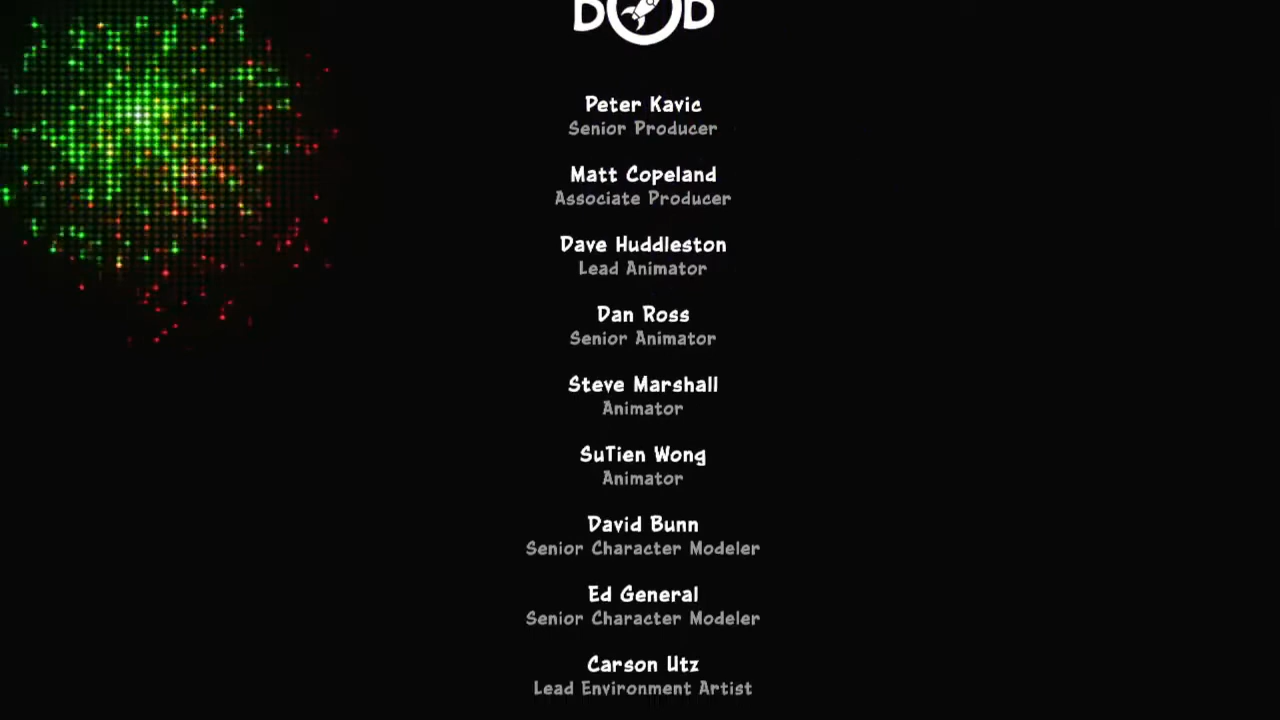 BOB
Peter Kavic
Senior Producer
Matt Copeland
Associate Producer
Dave Huddleston
Lead Animator
Dan Ross
Senior Animator
Steve Marshall
Animator
SuTien Wong
Animator
David Bunn
Senior Character Modeler
Ed General
Senior Character Modeler
Carson Utz
Lead Environment Artist